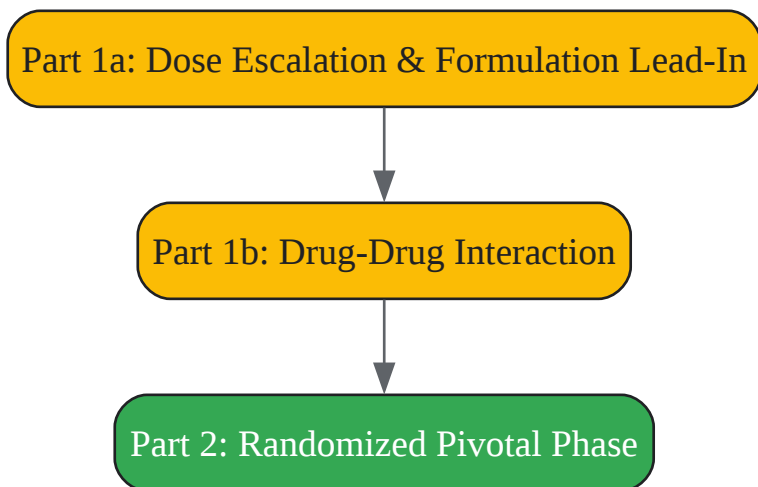 Part 1a: Dose Escalation & Formulation Lead-In
Part 1b: Drug-Drug Interaction
Part 2: Randomized Pivotal Phase